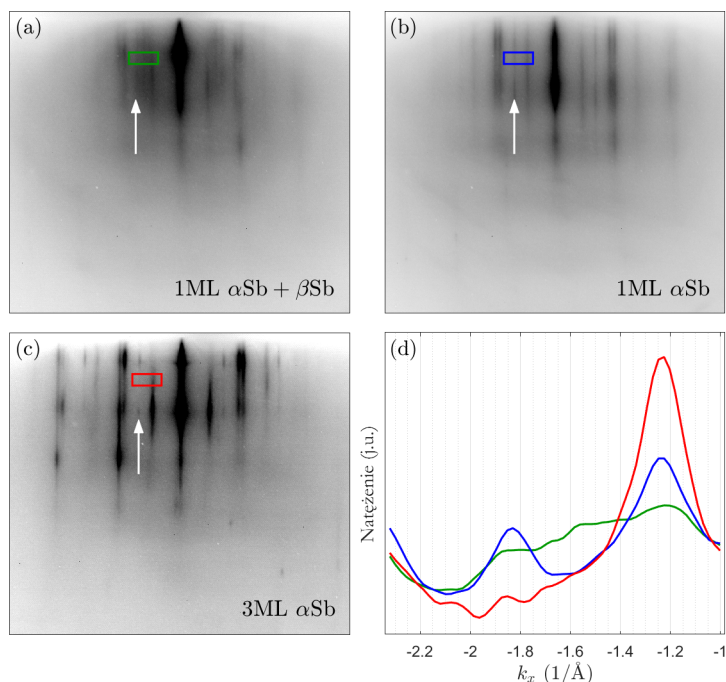 (a)
1ML αSb + βSb
(b)
1ML αSb
(c)
3ML αSb
(d)
Natężenie (j.u.)
-2.2 -2 -1.8 -1.6 -1.4 -1.2 -1
kₓ (1/Å)